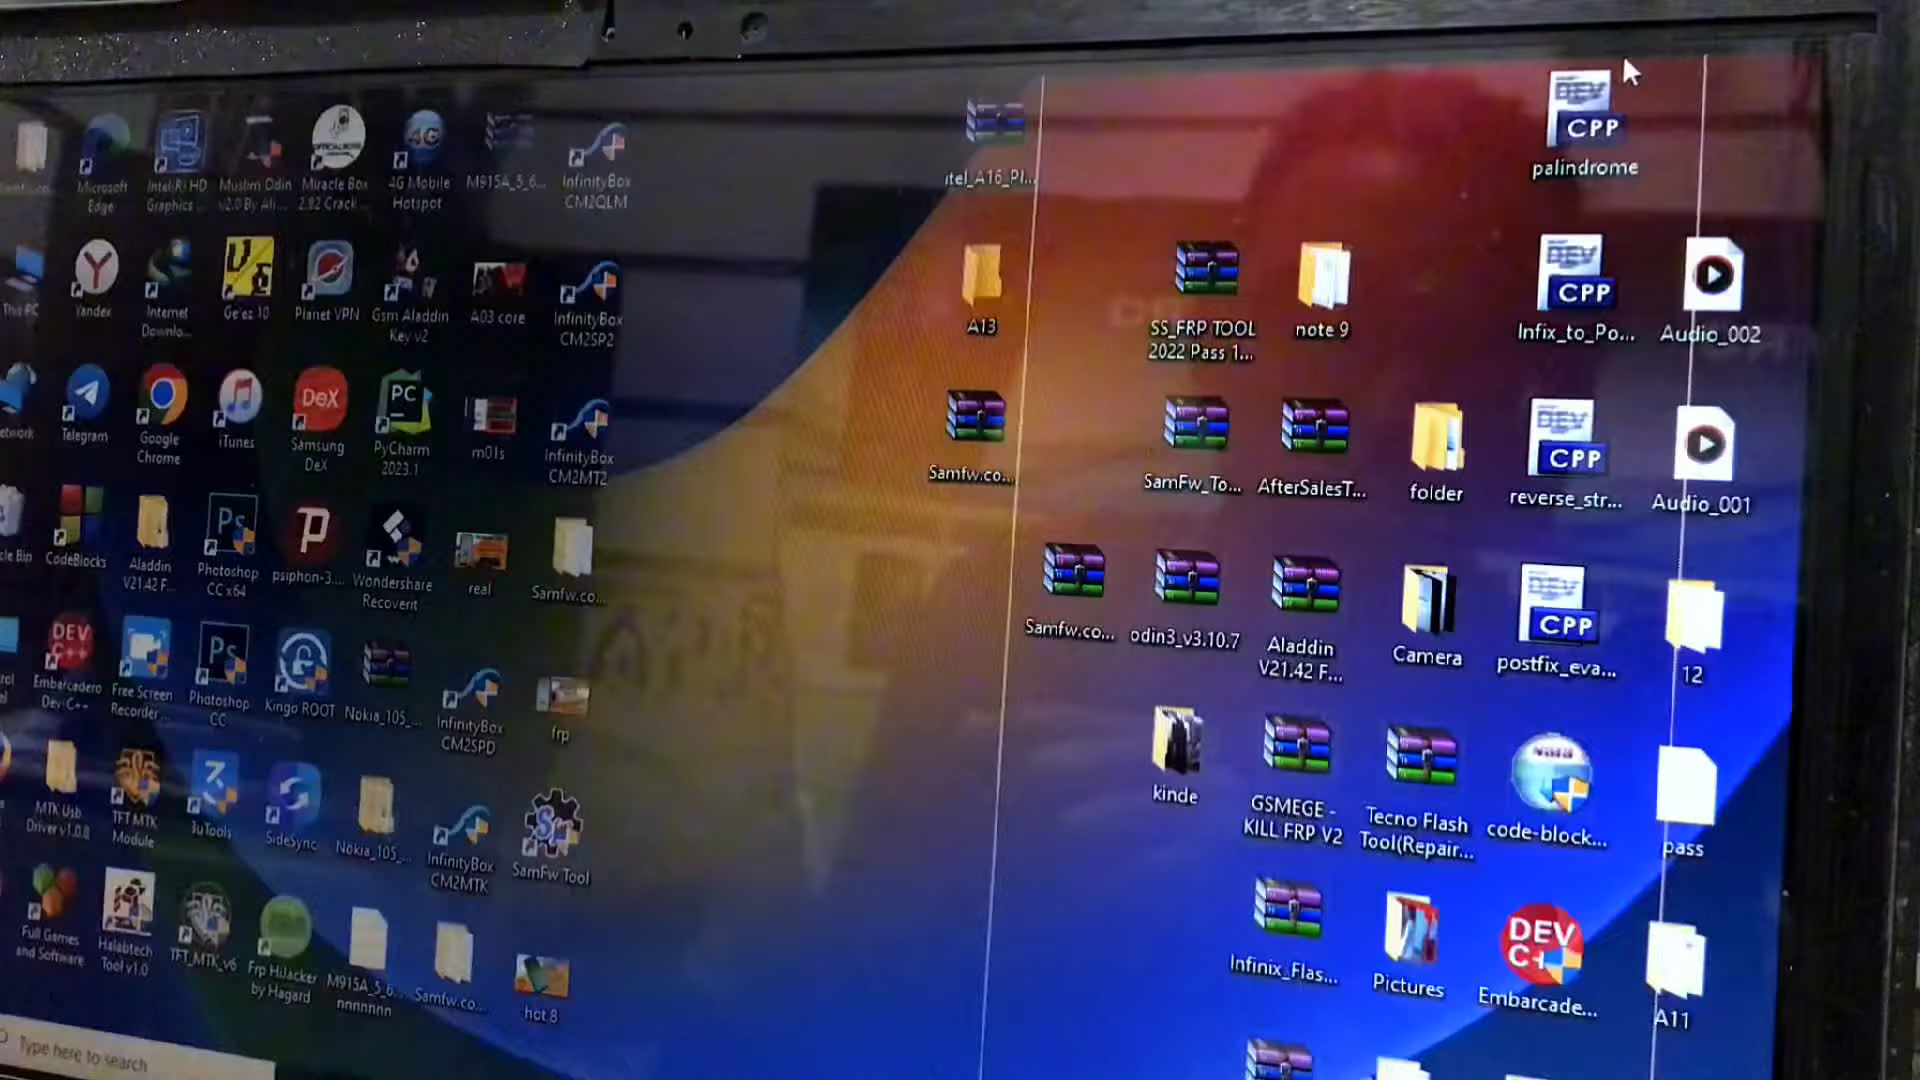 Microsoft
Edge
Intel(R) HD
Graphics ...
Muslim Odin
v2.0 By Ali...
Miracle Box
2.82 Crack ...
4G
4G Mobile
Hotspot
M915A_5_6...
InfinityBox
CM2QLM
itel_A16_Pl...
DEV
CPP
palindrome
This PC
Yandex
Internet
Downlo...
Ge'ez 10
Planet VPN
Gsm Aladdin
Key v2
A03 core
InfinityBox
CM2SP2
A13
SS_FRP TOOL
2022 Pass 1...
note 9
DEV
CPP
Infix_to_Po...
Audio_002
Network
Telegram
Google
Chrome
iTunes
DeX
Samsung
DeX
PC
PyCharm
2023.1
m01s
InfinityBox
CM2MT2
Samfw.co...
SamFw_To...
AfterSalesT...
folder
DEV
CPP
reverse_str...
Audio_001
cle Bin
CodeBlocks
Aladdin
V21.42 F...
Ps
Photoshop
CC x64
psiphon-3...
Wondershare
Recoverit
real
Samfw.co...
Samfw.co...
odin3_v3.10.7
Aladdin
V21.42 F...
Camera
DEV
CPP
postfix_eva...
12
DEV
C++
Embarcadero
Dev-C++
Free Screen
Recorder...
Ps
Photoshop
CC
Kingo ROOT
Nokia_105_...
InfinityBox
CM2SPD
frp
kinde
GSMEGE -
KILL FRP V2
Tecno Flash
Tool(Repair...
code-block...
pass
MTK Usb
Driver v1.0.8
TFT MTK
Module
3uTools
SideSync
Nokia_105_...
InfinityBox
CM2MTK
SamFw Tool
Infinix_Flas...
Pictures
DEV
C+
Embarcade...
A11
Full Games
and Software
Halabtech
Tool v1.0
TFT_MTK_v6
Frp HiJacker
by Hagard
M915A_5_6...
nnnnnnn
Samfw.co...
hot 8
Type here to search